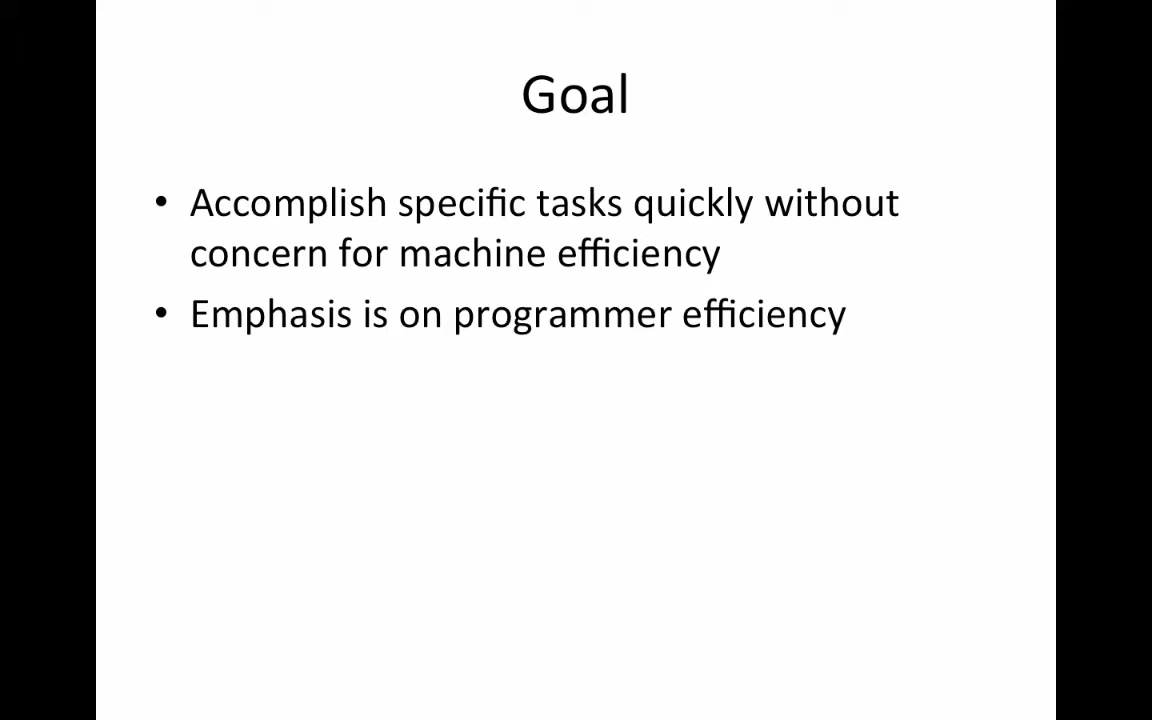 Goal
• Accomplish specific tasks quickly without
concern for machine efficiency
• Emphasis is on programmer efficiency